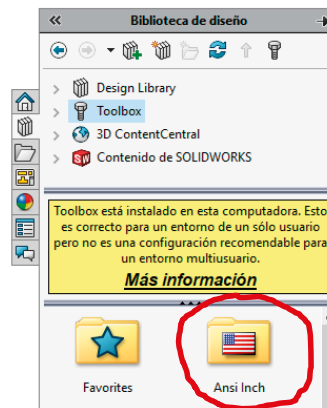 Biblioteca de diseño
Design Library
Toolbox
3D ContentCentral
Contenido de SOLIDWORKS
Toolbox está instalado en esta computadora. Esto
es correcto para un entorno de un sólo usuario
pero no es una configuración recomendable para
un entorno multiusuario.
Más información
Favorites
Ansi Inch